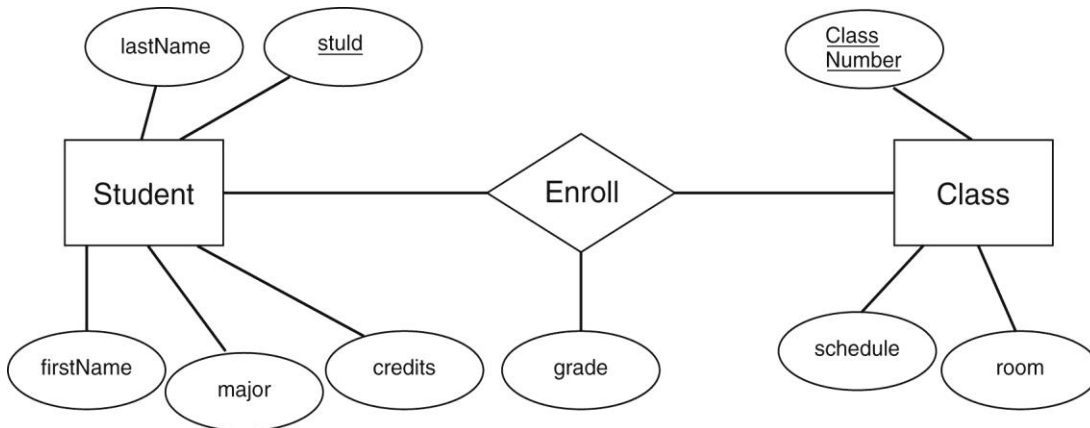 lastName
stuId
Class
Number
Student
Enroll
Class
firstName
major
credits
grade
schedule
room